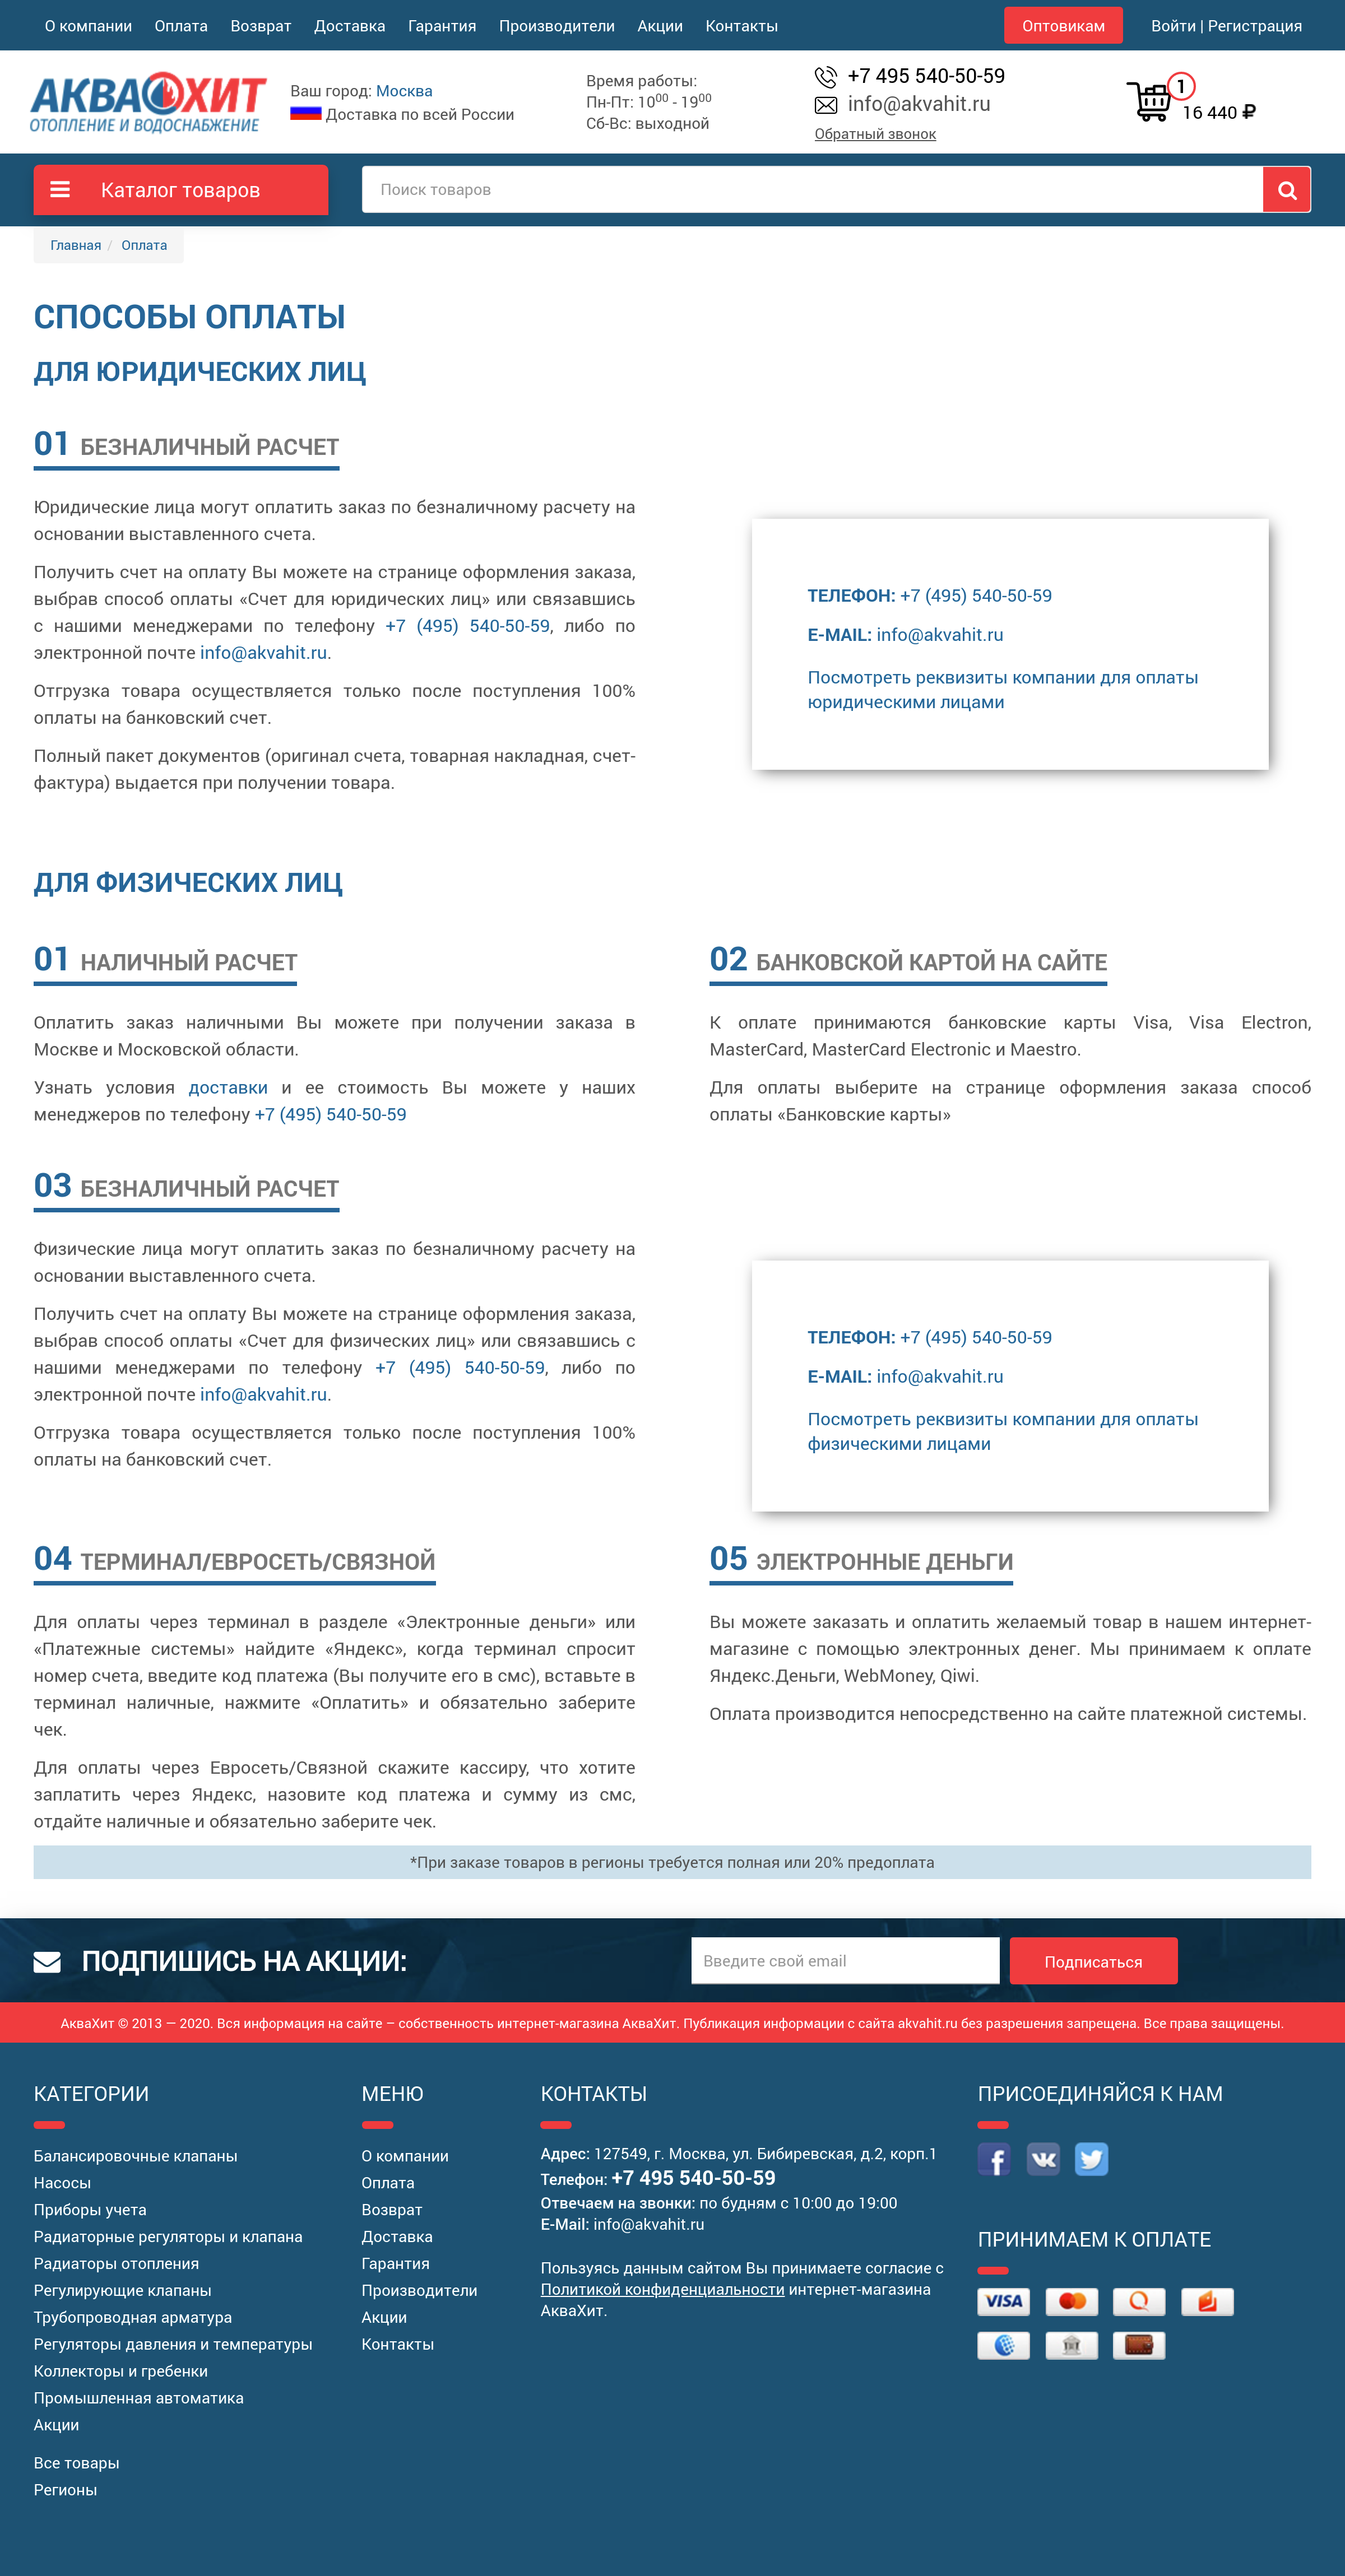 О компании Оплата Возврат Доставка Гарантия Производители Акции Контакты Оптовикам Войти | Регистрация
АКВАХИТ
ОТОПЛЕНИЕ И ВОДОСНАБЖЕНИЕ
Ваш город: Москва
Доставка по всей России
Время работы:
Пн-Пт: 10⁰⁰ - 19⁰⁰
Сб-Вс: выходной
+7 495 540-50-59
info@akvahit.ru
Обратный звонок
1
16 440 ₽
Каталог товаров
Поиск товаров
Главная / Оплата
СПОСОБЫ ОПЛАТЫ
ДЛЯ ЮРИДИЧЕСКИХ ЛИЦ
01 БЕЗНАЛИЧНЫЙ РАСЧЕТ
Юридические лица могут оплатить заказ по безналичному расчету на
основании выставленного счета.
Получить счет на оплату Вы можете на странице оформления заказа,
выбрав способ оплаты «Счет для юридических лиц» или связавшись
с нашими менеджерами по телефону +7 (495) 540-50-59, либо по
электронной почте info@akvahit.ru.
Отгрузка товара осуществляется только после поступления 100%
оплаты на банковский счет.
Полный пакет документов (оригинал счета, товарная накладная, счет-
фактура) выдается при получении товара.
ТЕЛЕФОН: +7 (495) 540-50-59
E-MAIL: info@akvahit.ru
Посмотреть реквизиты компании для оплаты
юридическими лицами
ДЛЯ ФИЗИЧЕСКИХ ЛИЦ
01 НАЛИЧНЫЙ РАСЧЕТ
Оплатить заказ наличными Вы можете при получении заказа в
Москве и Московской области.
Узнать условия доставки и ее стоимость Вы можете у наших
менеджеров по телефону +7 (495) 540-50-59
02 БАНКОВСКОЙ КАРТОЙ НА САЙТЕ
К оплате принимаются банковские карты Visa, Visa Electron,
MasterCard, MasterCard Electronic и Maestro.
Для оплаты выберите на странице оформления заказа способ
оплаты «Банковские карты»
03 БЕЗНАЛИЧНЫЙ РАСЧЕТ
Физические лица могут оплатить заказ по безналичному расчету на
основании выставленного счета.
Получить счет на оплату Вы можете на странице оформления заказа,
выбрав способ оплаты «Счет для физических лиц» или связавшись с
нашими менеджерами по телефону +7 (495) 540-50-59, либо по
электронной почте info@akvahit.ru.
Отгрузка товара осуществляется только после поступления 100%
оплаты на банковский счет.
ТЕЛЕФОН: +7 (495) 540-50-59
E-MAIL: info@akvahit.ru
Посмотреть реквизиты компании для оплаты
физическими лицами
04 ТЕРМИНАЛ/ЕВРОСЕТЬ/СВЯЗНОЙ
Для оплаты через терминал в разделе «Электронные деньги» или
«Платежные системы» найдите «Яндекс», когда терминал спросит
номер счета, введите код платежа (Вы получите его в смс), вставьте в
терминал наличные, нажмите «Оплатить» и обязательно заберите
чек.
Для оплаты через Евросеть/Связной скажите кассиру, что хотите
заплатить через Яндекс, назовите код платежа и сумму из смс,
отдайте наличные и обязательно заберите чек.
05 ЭЛЕКТРОННЫЕ ДЕНЬГИ
Вы можете заказать и оплатить желаемый товар в нашем интернет-
магазине с помощью электронных денег. Мы принимаем к оплате
Яндекс.Деньги, WebMoney, Qiwi.
Оплата производится непосредственно на сайте платежной системы.
*При заказе товаров в регионы требуется полная или 20% предоплата
ПОДПИШИСЬ НА АКЦИИ:
Введите свой email
Подписаться
АкваХит © 2013 — 2020. Вся информация на сайте – собственность интернет-магазина АкваХит. Публикация информации с сайта akvahit.ru без разрешения запрещена. Все права защищены.
КАТЕГОРИИ
Балансировочные клапаны
Насосы
Приборы учета
Радиаторные регуляторы и клапана
Радиаторы отопления
Регулирующие клапаны
Трубопроводная арматура
Регуляторы давления и температуры
Коллекторы и гребенки
Промышленная автоматика
Акции
Все товары
Регионы
МЕНЮ
О компании
Оплата
Возврат
Доставка
Гарантия
Производители
Акции
Контакты
КОНТАКТЫ
Адрес: 127549, г. Москва, ул. Бибиревская, д.2, корп.1
Телефон: +7 495 540-50-59
Отвечаем на звонки: по будням с 10:00 до 19:00
E-Mail: info@akvahit.ru
Пользуясь данным сайтом Вы принимаете согласие с
Политикой конфиденциальности интернет-магазина
АкваХит.
ПРИСОЕДИНЯЙСЯ К НАМ
ПРИНИМАЕМ К ОПЛАТЕ
VISA